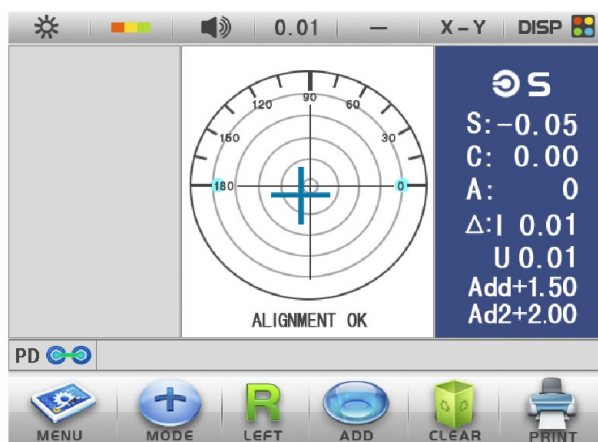 0.01 — X-Y DISP
120 90 60
150 30
180 0
ALIGNMENT OK
S
S:-0.05
C: 0.00
A: 0
△:I 0.01
U 0.01
Add+1.50
Ad2+2.00
PD
R
MENU MODE LEFT ADD CLEAR PRINT